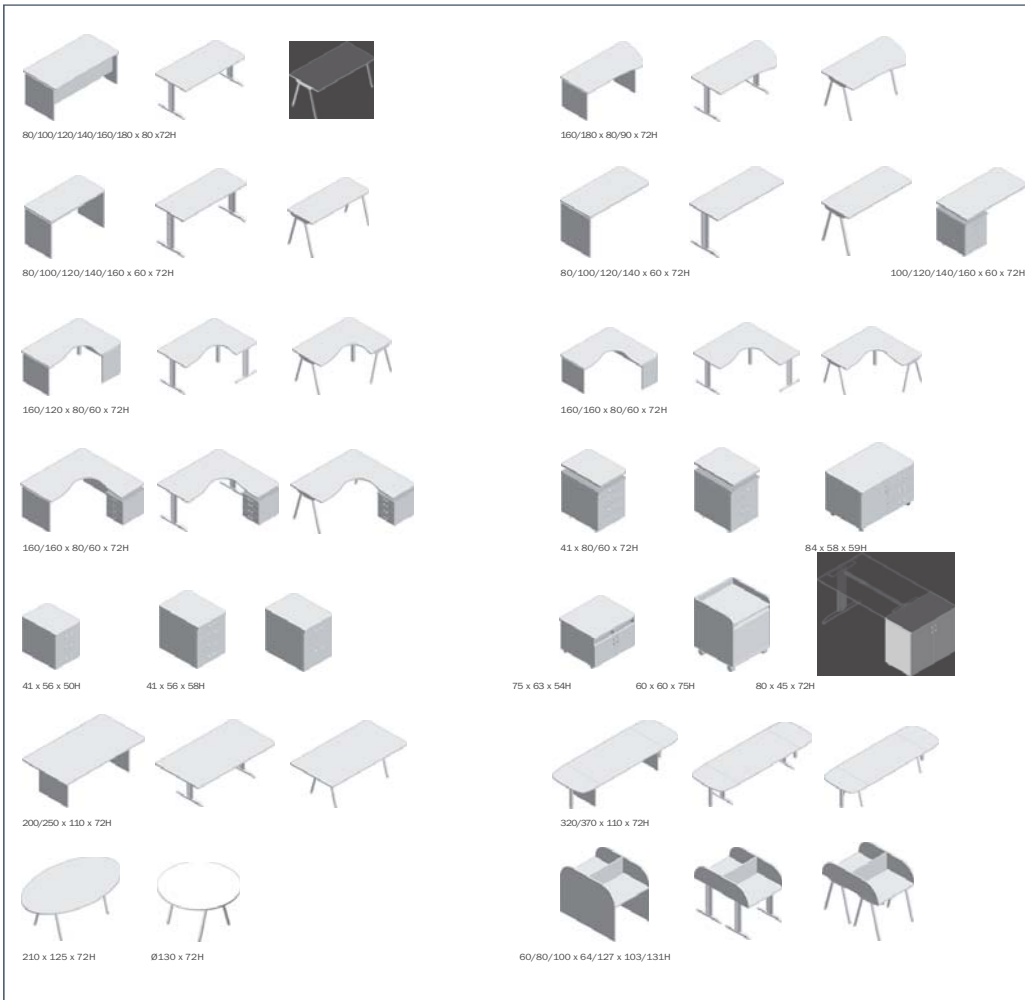 80/100/120/140/160/180 x 80 x72H
160/180 x 80/90 x 72H
80/100/120/140/160 x 60 x 72H
80/100/120/140 x 60 x 72H
100/120/140/160 x 60 x 72H
160/120 x 80/60 x 72H
160/160 x 80/60 x 72H
160/160 x 80/60 x 72H
41 x 80/60 x 72H
84 x 58 x 59H
41 x 56 x 50H
41 x 56 x 58H
75 x 63 x 54H
60 x 60 x 75H
80 x 45 x 72H
200/250 x 110 x 72H
320/370 x 110 x 72H
210 x 125 x 72H
Ø130 x 72H
60/80/100 x 64/127 x 103/131H